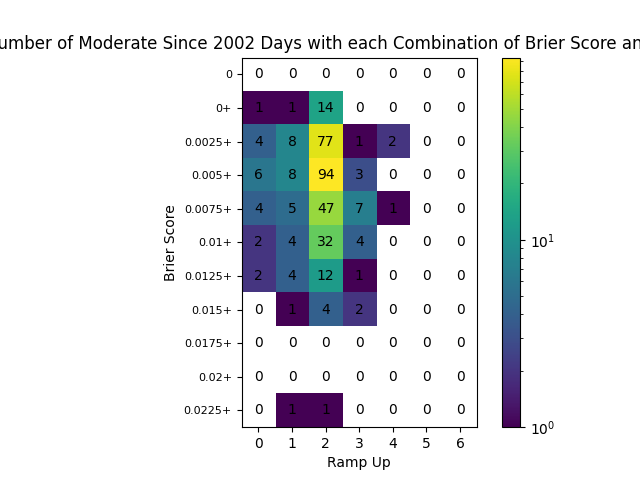 umber of Moderate Since 2002 Days with each Combination of Brier Score an
0 0 0 0 0 0 0 0
0+ 1 1 14 0 0 0 0
0.0025+ 4 8 77 1 2 0 0
0.005+ 6 8 94 3 0 0 0
0.0075+ 4 5 47 7 1 0 0
0.01+ 2 4 32 4 0 0 0
0.0125+ 2 4 12 1 0 0 0
0.015+ 0 1 4 2 0 0 0
0.0175+ 0 0 0 0 0 0 0
0.02+ 0 0 0 0 0 0 0
0.0225+ 0 1 1 0 0 0 0
0 1 2 3 4 5 6
Ramp Up
Brier Score
10^1
10^0